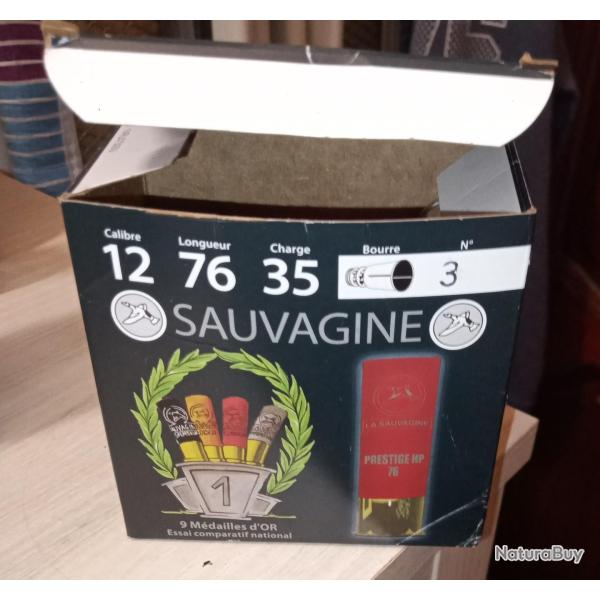 Calibre Longueur Charge Bourre N°
12 76 35 3
SAUVAGINE
LA SAUVAGINE
PRESTIGE HP
76
1
9 Médailles d'OR
Essai comparatif national
NaturaBuy